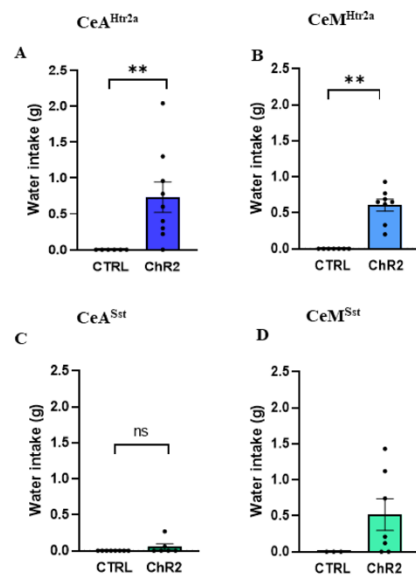 CeA^Htr2a
CeM^Htr2a
A
B
Water intake (g)
2.5
2.0
1.5
1.0
0.5
0.0
**
CTRL ChR2
Water intake (g)
2.5
2.0
1.5
1.0
0.5
0.0
**
CTRL ChR2
CeA^Sst
CeM^Sst
C
D
Water intake (g)
2.5
2.0
1.5
1.0
0.5
0.0
ns
CTRL ChR2
Water intake (g)
2.5
2.0
1.5
1.0
0.5
0.0
CTRL ChR2